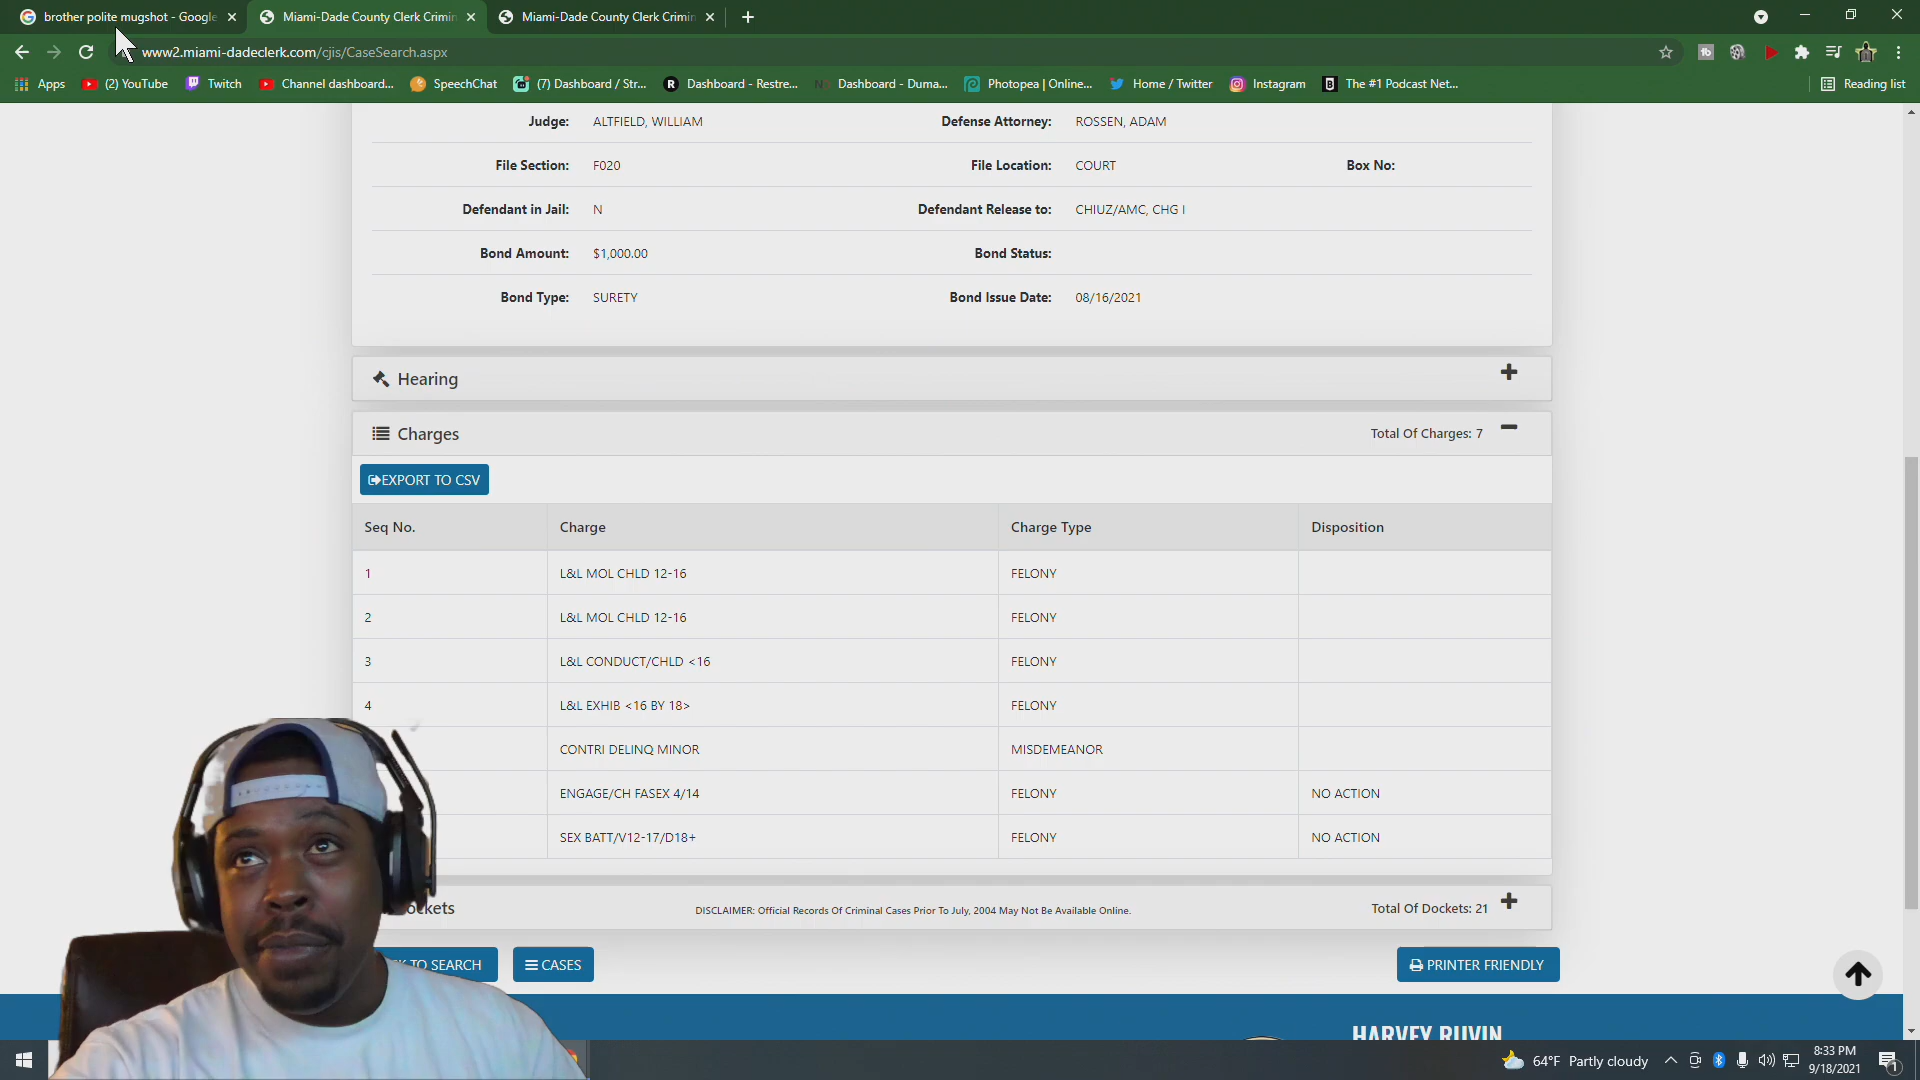 brother polite mugshot - Google
Miami-Dade County Clerk Crimin
Miami-Dade County Clerk Crimin
www2.miami-dadeclerk.com/cjis/CaseSearch.aspx
Apps (2) YouTube Twitch Channel dashboard... SpeechChat (7) Dashboard / Str... Dashboard - Restre... Dashboard - Duma... Photopea | Online... Home / Twitter Instagram The #1 Podcast Net... Reading list
Judge: ALTFIELD, WILLIAM Defense Attorney: ROSSEN, ADAM
File Section: F020 File Location: COURT Box No:
Defendant in Jail: N Defendant Release to: CHIUZ/AMC, CHG I
Bond Amount: $1,000.00 Bond Status:
Bond Type: SURETY Bond Issue Date: 08/16/2021
Hearing
Charges Total Of Charges: 7
EXPORT TO CSV
Seq No. Charge Charge Type Disposition
1 L&L MOL CHLD 12-16 FELONY
2 L&L MOL CHLD 12-16 FELONY
3 L&L CONDUCT/CHLD <16 FELONY
4 L&L EXHIB <16 BY 18> FELONY
CONTRI DELINQ MINOR MISDEMEANOR
ENGAGE/CH FASEX 4/14 FELONY NO ACTION
SEX BATT/V12-17/D18+ FELONY NO ACTION
ockets DISCLAIMER: Official Records Of Criminal Cases Prior To July, 2004 May Not Be Available Online. Total Of Dockets: 21
TO SEARCH CASES PRINTER FRIENDLY
HARVEY RUVIN
64°F Partly cloudy 8:33 PM
9/18/2021
1